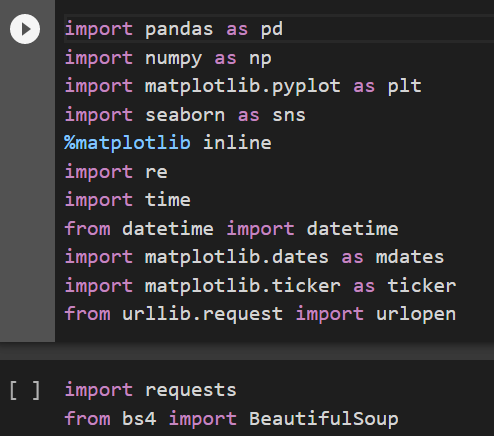 import pandas as pd
import numpy as np
import matplotlib.pyplot as plt
import seaborn as sns
%matplotlib inline
import re
import time
from datetime import datetime
import matplotlib.dates as mdates
import matplotlib.ticker as ticker
from urllib.request import urlopen
[ ] import requests
from bs4 import BeautifulSoup